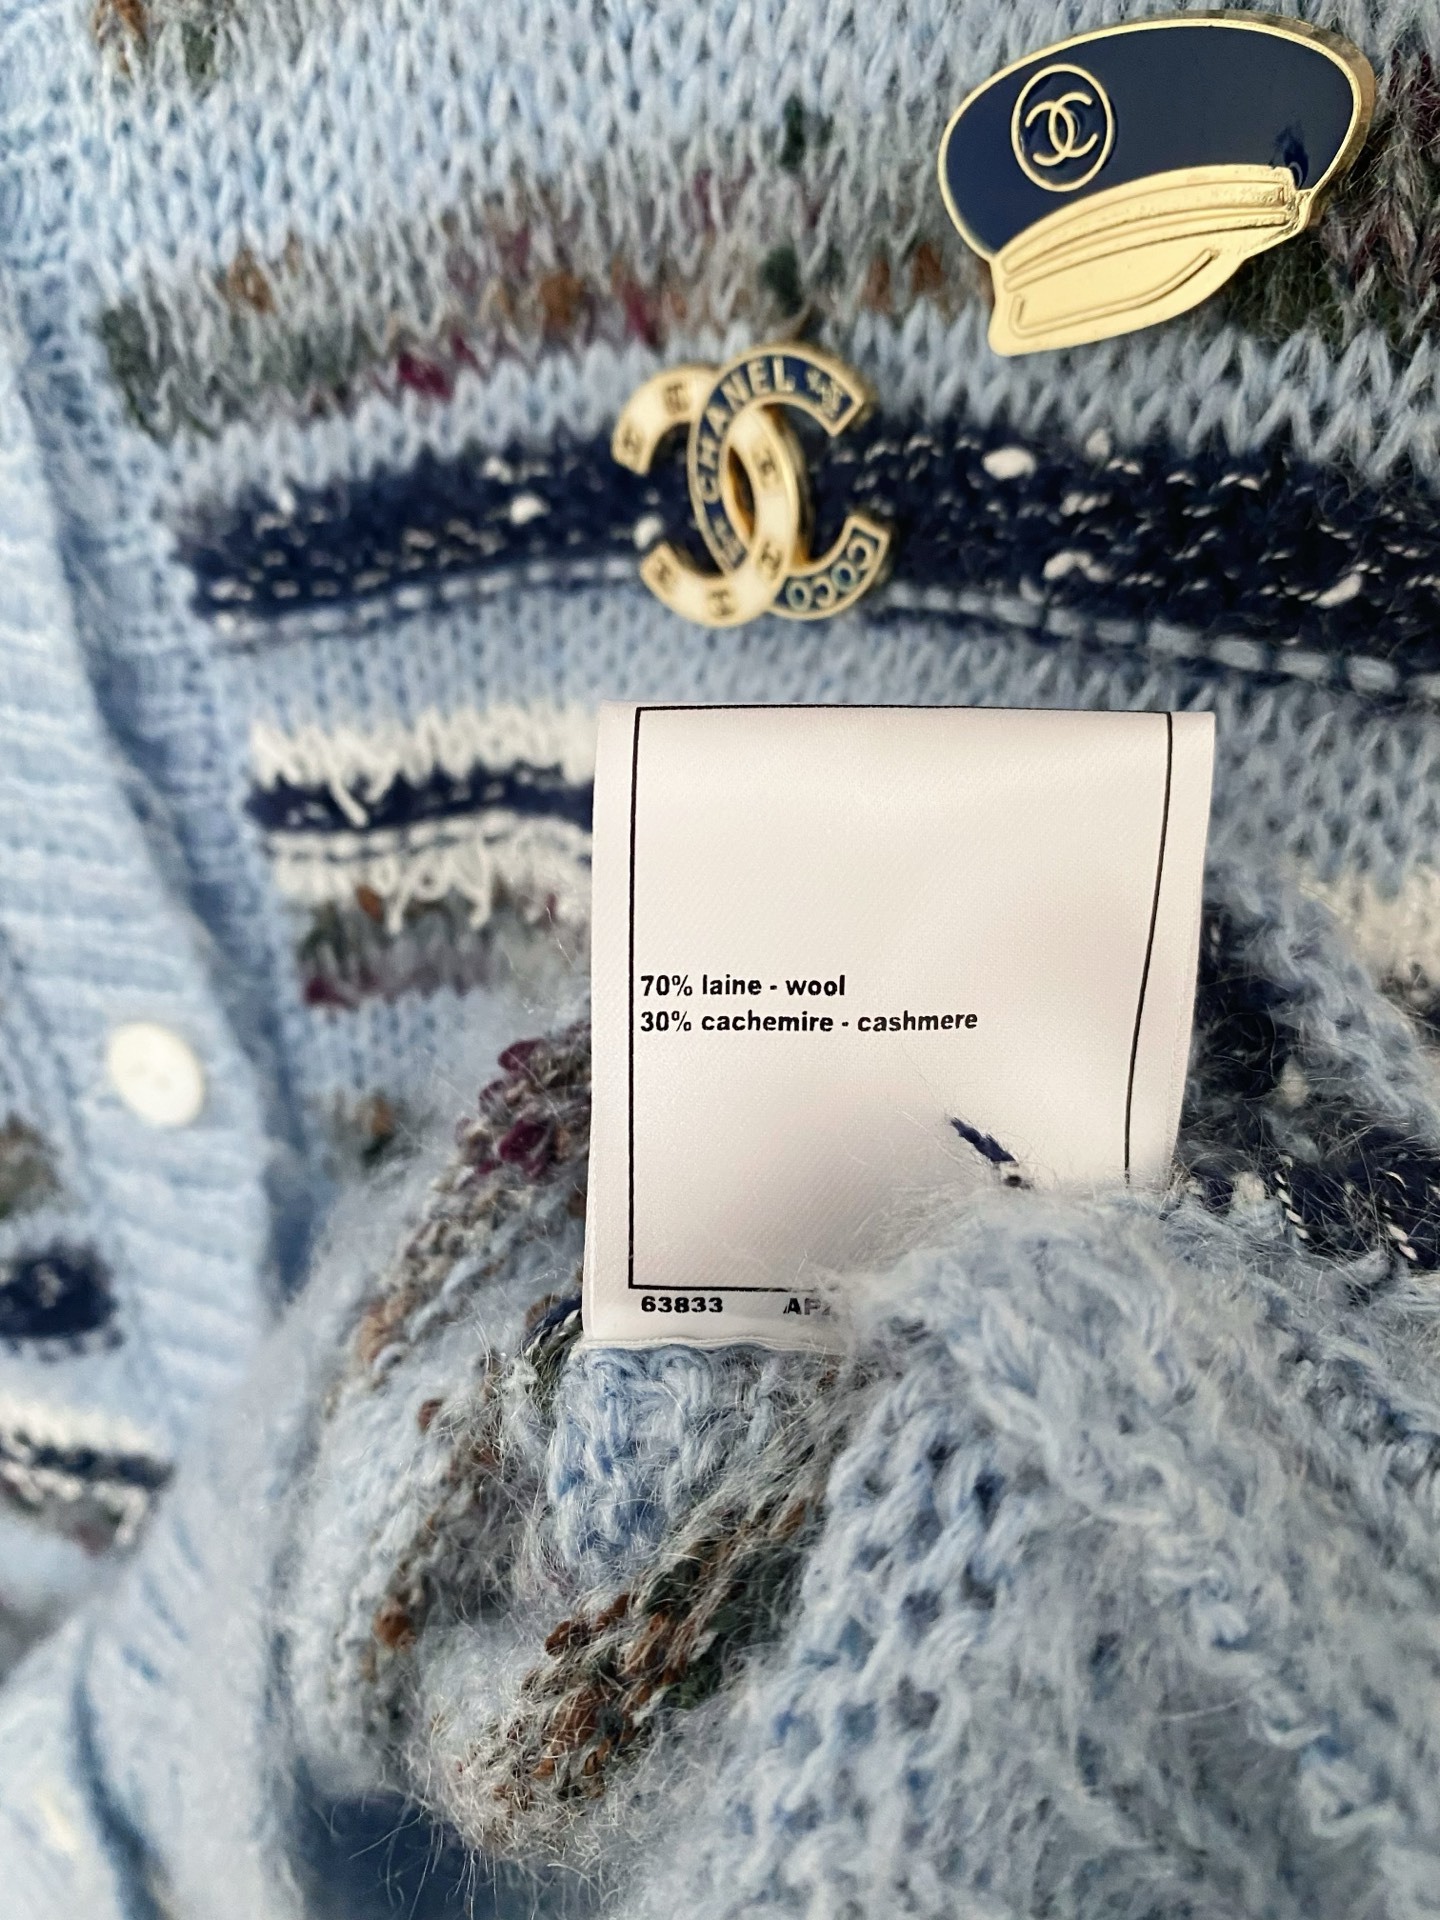 CHANEL
COCO
70% laine - wool
30% cachemire - cashmere
63833